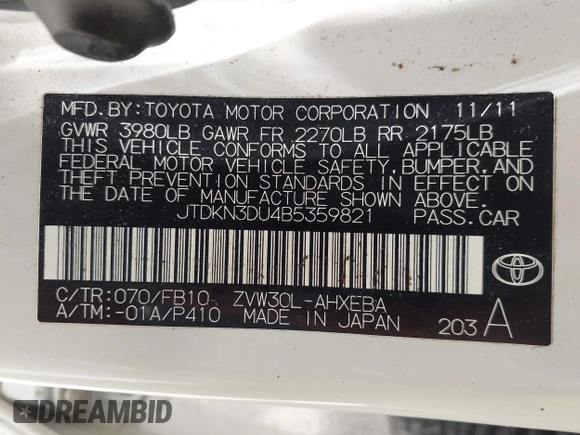 MFD.BY:TOYOTA MOTOR CORPORATION 11/11
GVWR 3980LB GAWR FR 2270LB RR 2175LB
THIS VEHICLE CONFORMS TO ALL APPLICABLE
FEDERAL MOTOR VEHICLE SAFETY,BUMPER,AND
THEFT PREVENTION STANDARDS IN EFFECT ON
THE DATE OF MANUFACTURE SHOWN ABOVE.
JTDKN3DU4B5359821 PASS.CAR
C/TR:070/FB10 ZVW30L-AHXEBA
A/TM:-01A/P410 MADE IN JAPAN 203 A
TOYOTA
DREAMBID